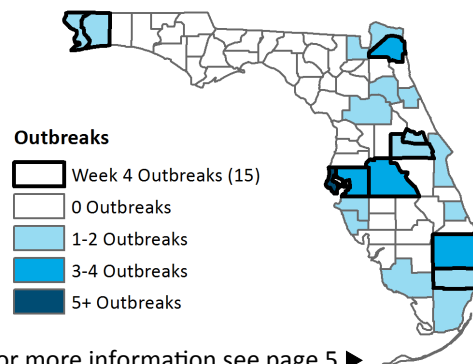 Outbreaks
Week 4 Outbreaks (15)
0 Outbreaks
1-2 Outbreaks
3-4 Outbreaks
5+ Outbreaks
or more information see page 5 ►